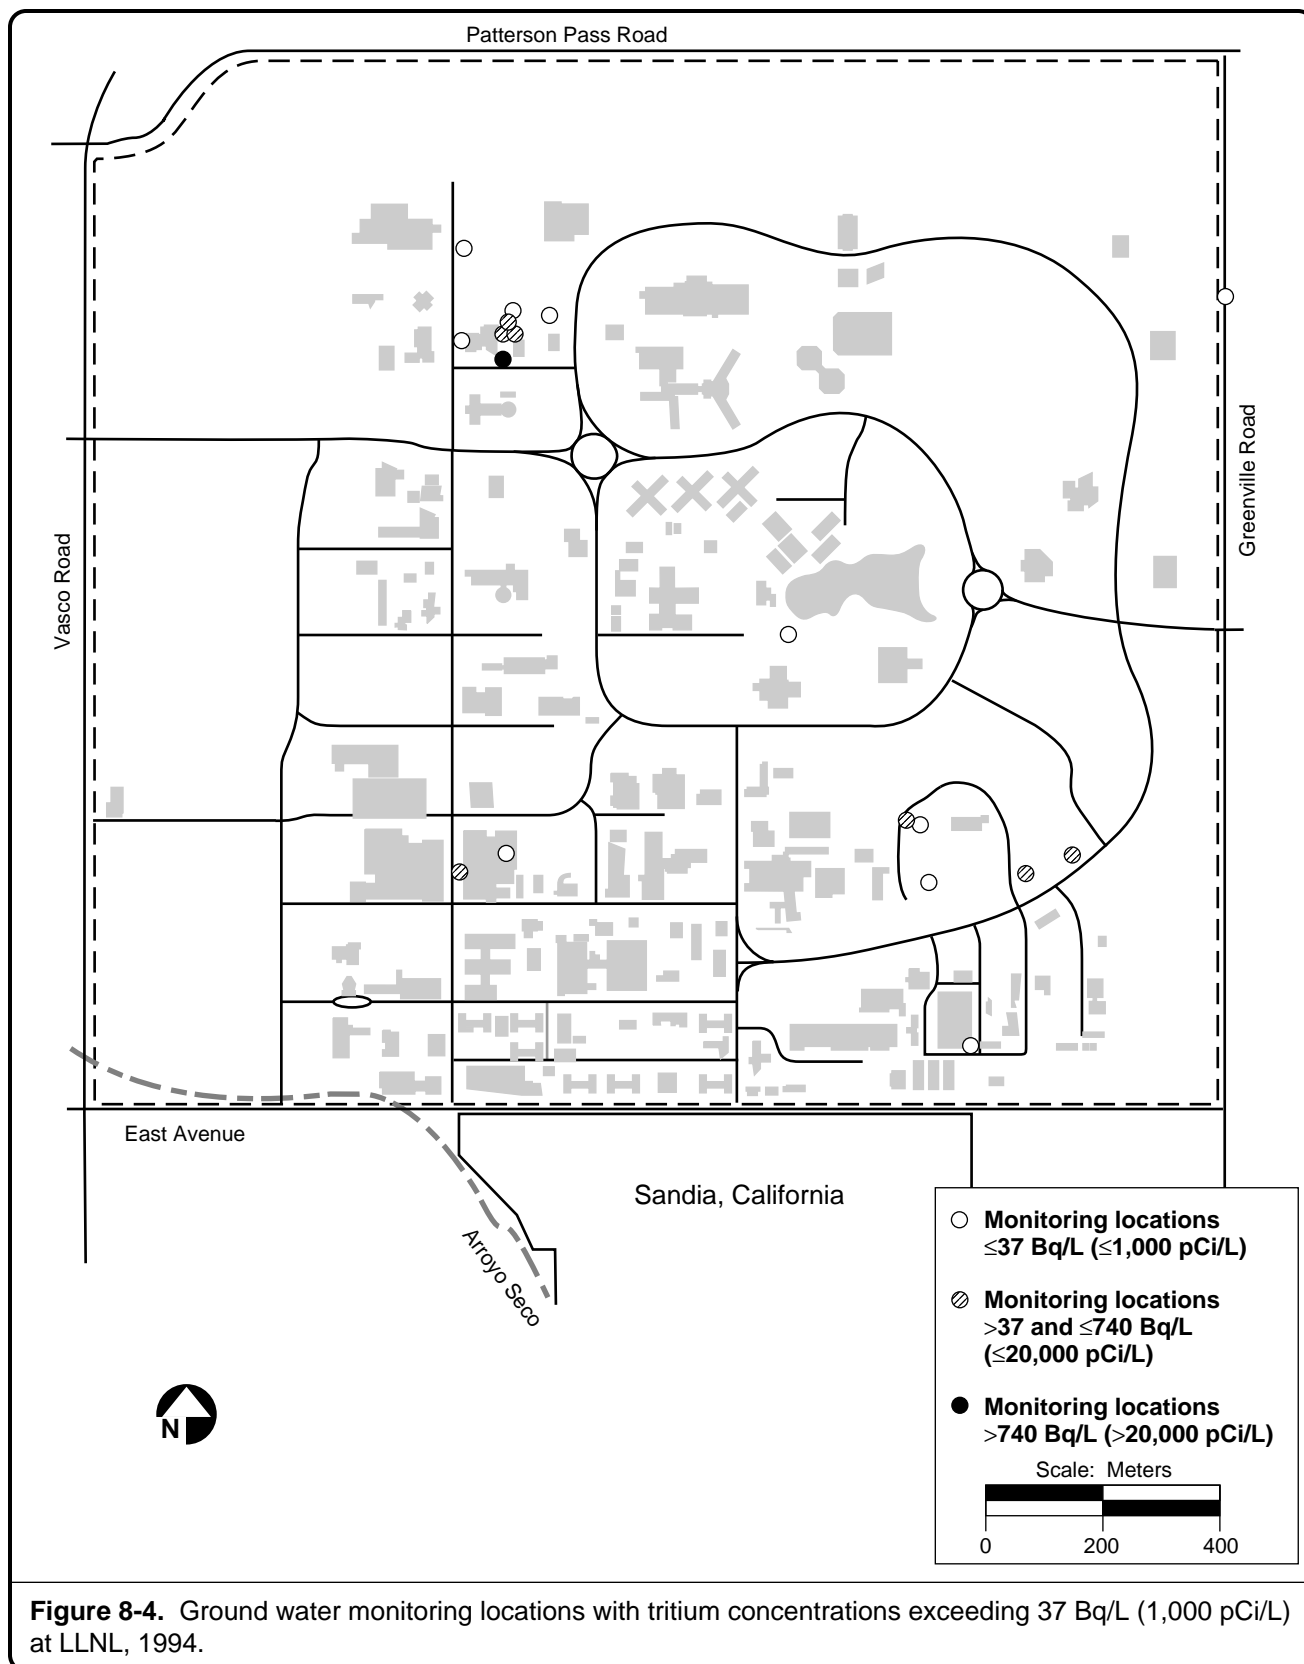 Patterson Pass Road
Vasco Road
Greenville Road
East Avenue
Arroyo Seco
Sandia, California
Monitoring locations
≤37 Bq/L (≤1,000 pCi/L)
Monitoring locations
>37 and ≤740 Bq/L
(≤20,000 pCi/L)
Monitoring locations
>740 Bq/L (>20,000 pCi/L)
Scale: Meters
0 200 400
N
Figure 8-4. Ground water monitoring locations with tritium concentrations exceeding 37 Bq/L (1,000 pCi/L)
at LLNL, 1994.